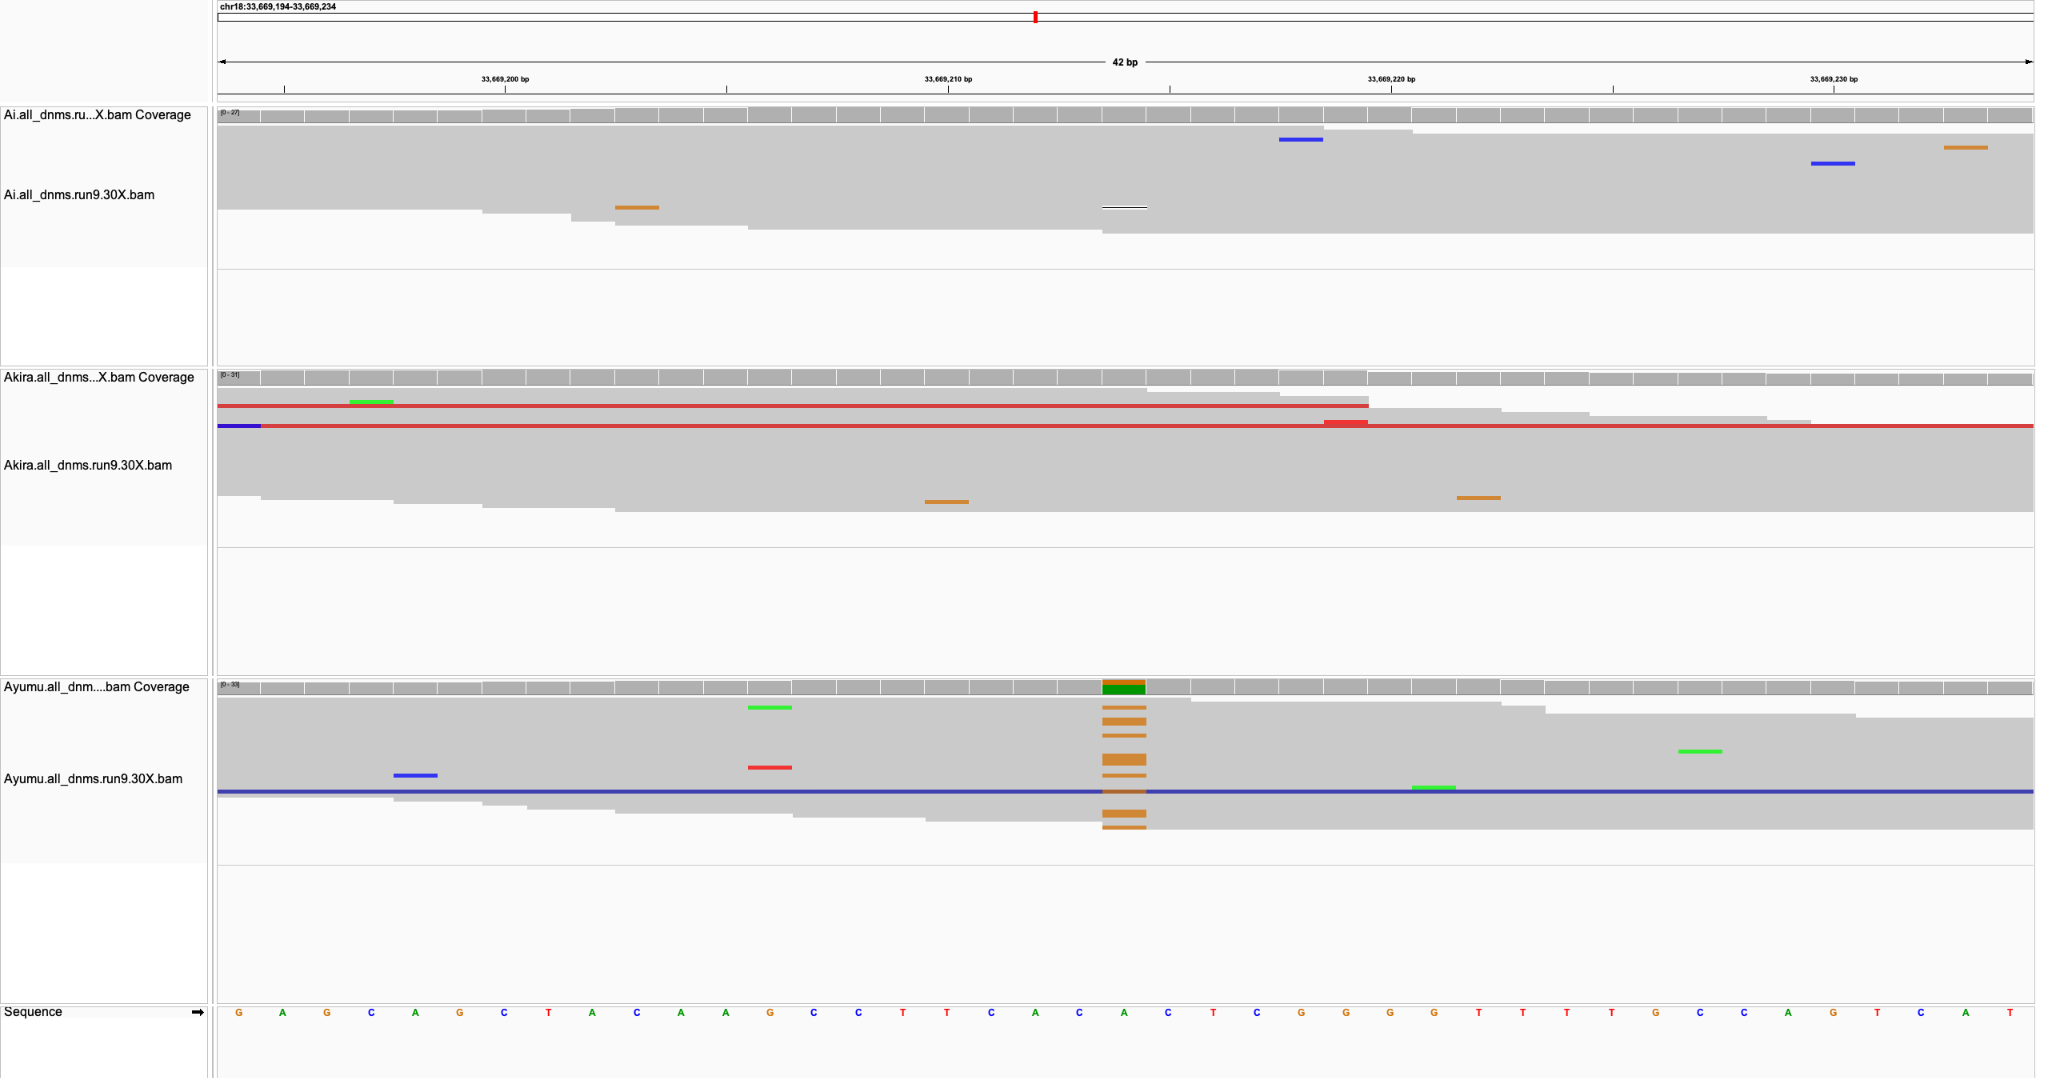 chr18:33,669,194-33,669,234
42 bp
33,669,200 bp 33,669,210 bp 33,669,220 bp 33,669,230 bp
Ai.all_dnms.ru...X.bam Coverage
[0 - 27]
Ai.all_dnms.run9.30X.bam
Akira.all_dnms...X.bam Coverage
[0 - 31]
Akira.all_dnms.run9.30X.bam
Ayumu.all_dnm....bam Coverage
[0 - 33]
Ayumu.all_dnms.run9.30X.bam
Sequence G A G C A G C T A C A A G C C T T C A C A C T C G G G G T T T T G C C A G T C A T